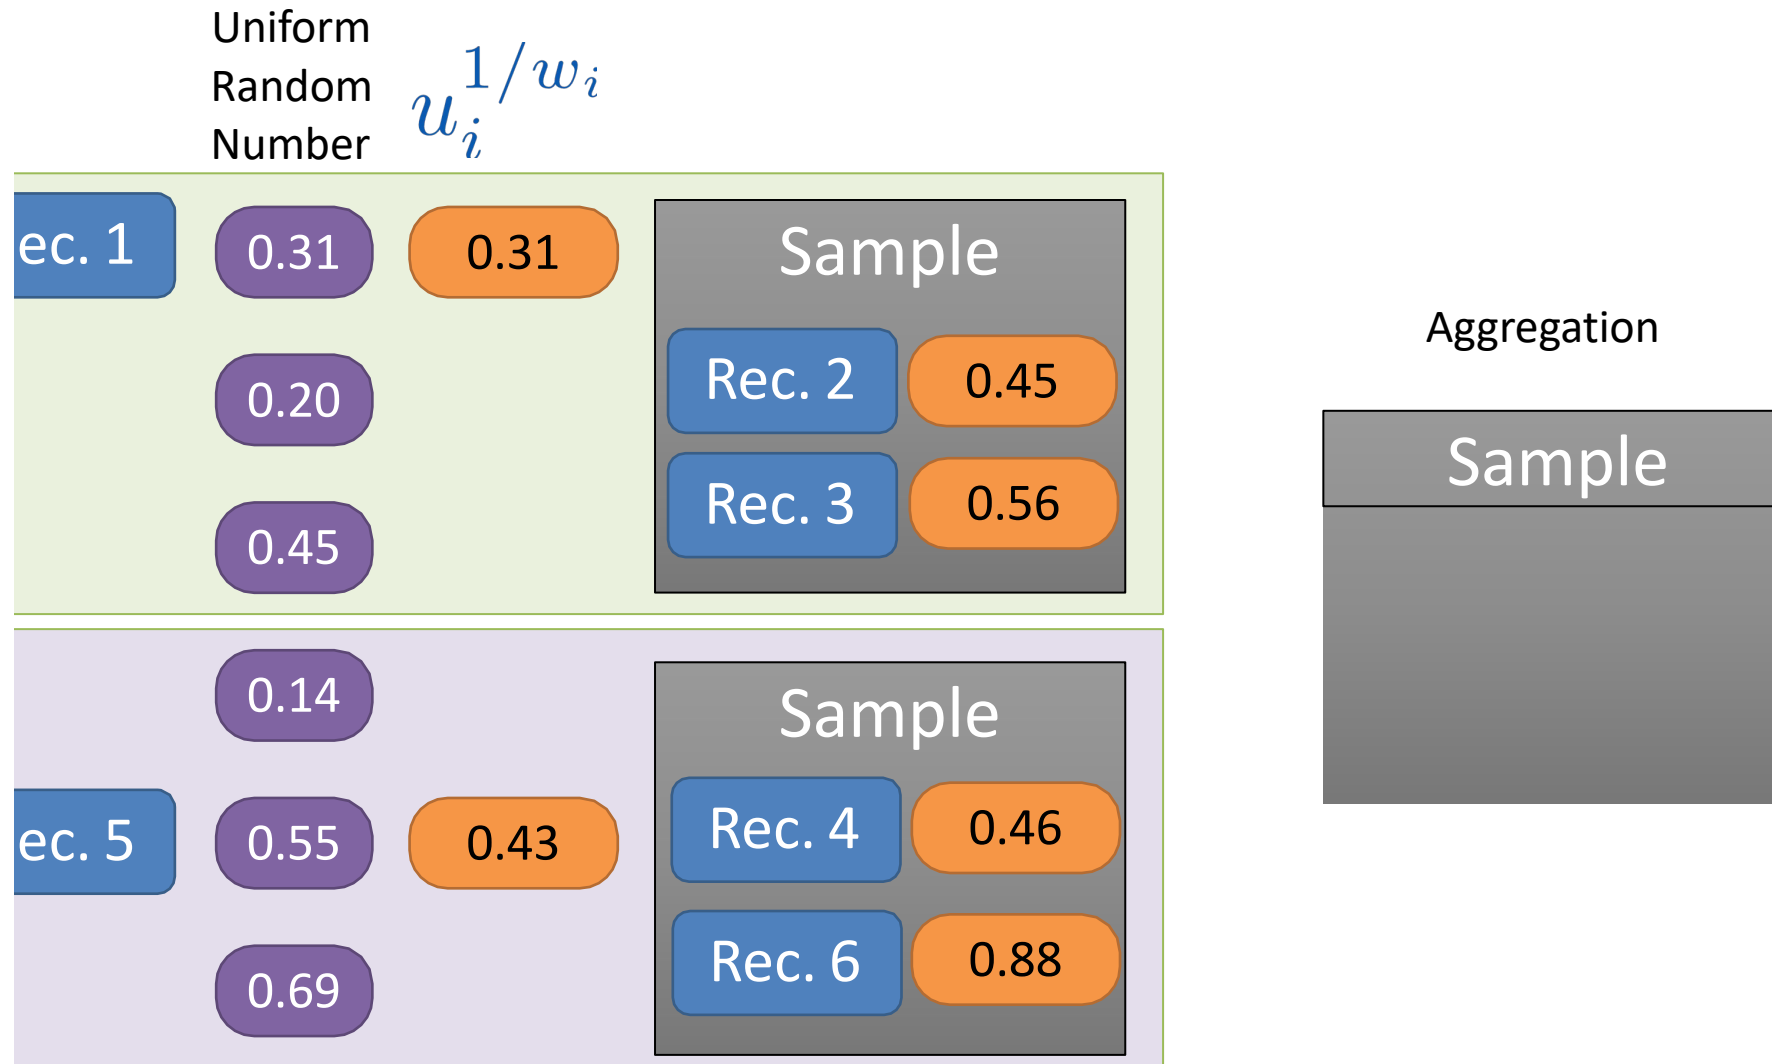 Uniform
Random
Number
u_i^{1/w_i}
ec. 1
0.31
0.31
Sample
0.20
Rec. 2
0.45
0.45
Rec. 3
0.56
0.14
Sample
ec. 5
0.55
0.43
Rec. 4
0.46
0.69
Rec. 6
0.88
Aggregation
Sample